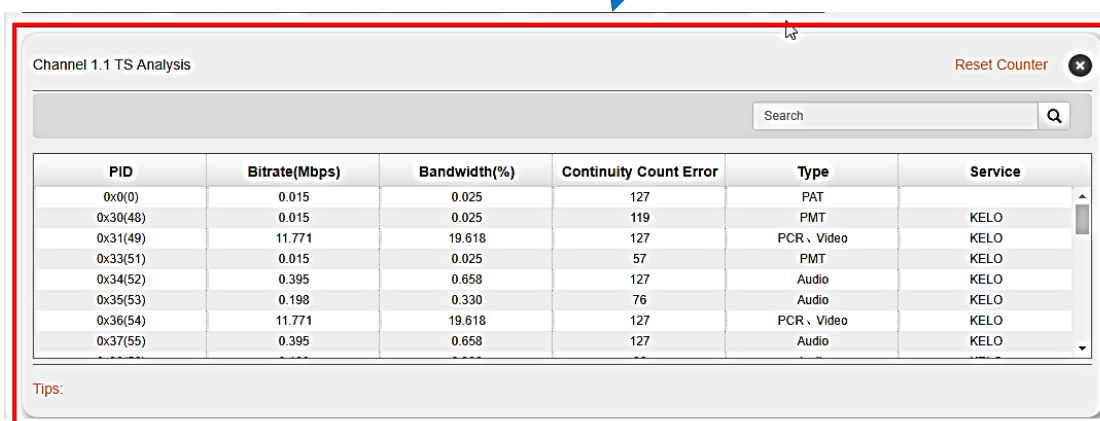 Channel 1.1 TS Analysis Reset Counter
Search
PID Bitrate(Mbps) Bandwidth(%) Continuity Count Error Type Service
0x0(0) 0.015 0.025 127 PAT
0x30(48) 0.015 0.025 119 PMT KELO
0x31(49) 11.771 19.618 127 PCR、Video KELO
0x33(51) 0.015 0.025 57 PMT KELO
0x34(52) 0.395 0.658 127 Audio KELO
0x35(53) 0.198 0.330 76 Audio KELO
0x36(54) 11.771 19.618 127 PCR、Video KELO
0x37(55) 0.395 0.658 127 Audio KELO
Tips: